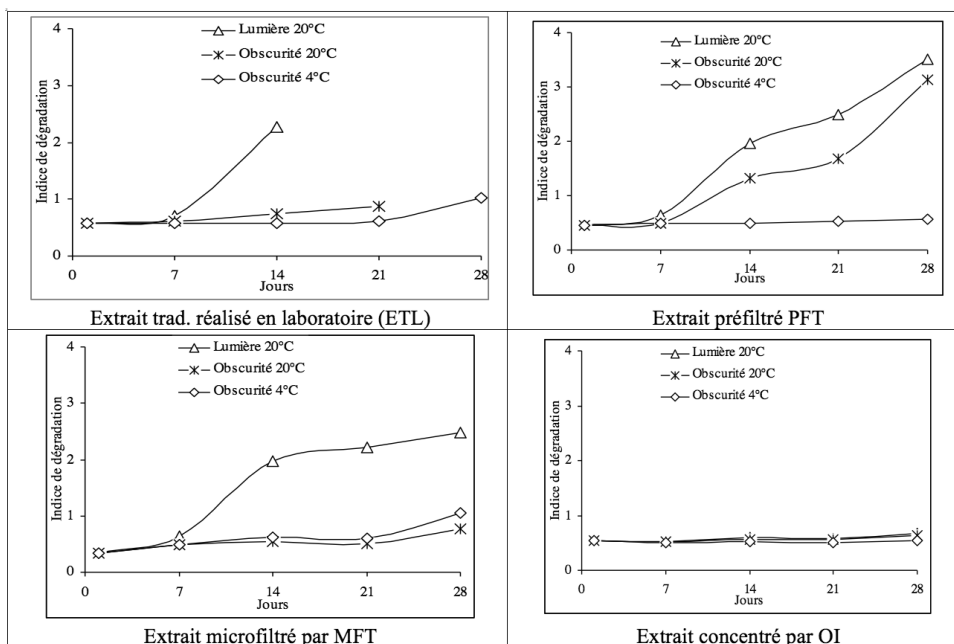 4
3
2
1
0
Indice de dégradation
Lumière 20°C
Obscurité 20°C
Obscurité 4°C
0 7 14 21 28
Jours
Extrait trad. réalisé en laboratoire (ETL)
4
3
2
1
0
Indice de dégradation
Lumière 20°C
Obscurité 20°C
Obscurité 4°C
0 7 14 21 28
Jours
Extrait préfiltré PFT
4
3
2
1
0
Indice de dégradation
Lumière 20°C
Obscurité 20°C
Obscurité 4°C
0 7 14 21 28
Jours
Extrait microfiltré par MFT
4
3
2
1
0
Indice de dégradation
Lumière 20°C
Obscurité 20°C
Obscurité 4°C
0 7 14 21 28
Jours
Extrait concentré par OI